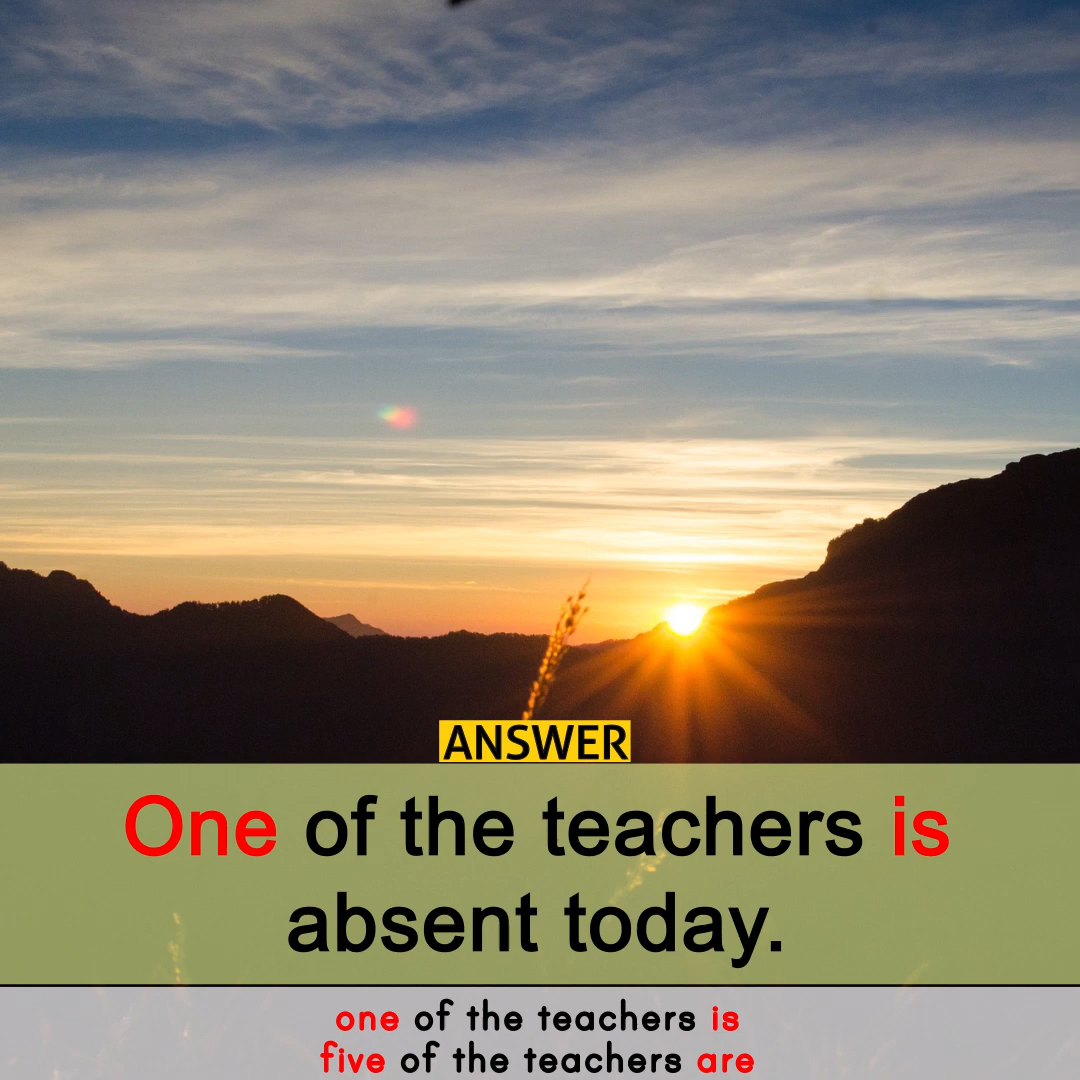 ANSWER
One of the teachers is
absent today.
one of the teachers is
five of the teachers are